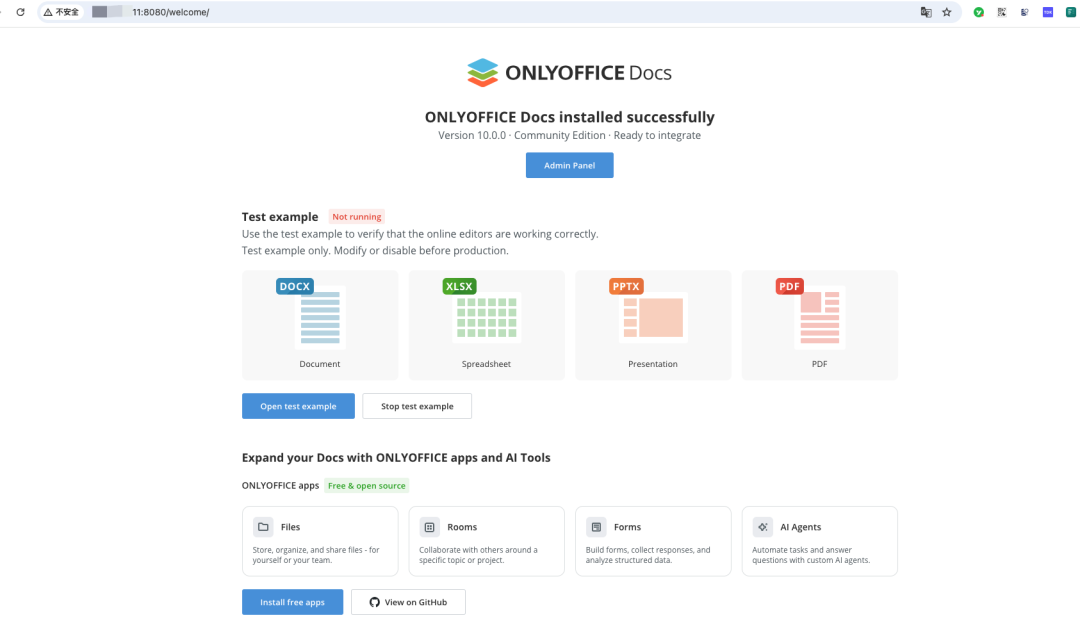 不安全
11:8080/welcome/
ONLYOFFICE Docs
ONLYOFFICE Docs installed successfully
Version 10.0.0 · Community Edition · Ready to integrate
Admin Panel
Test example Not running
Use the test example to verify that the online editors are working correctly.
Test example only. Modify or disable before production.
DOCX XLSX PPTX PDF
Document Spreadsheet Presentation PDF
Open test example Stop test example
Expand your Docs with ONLYOFFICE apps and AI Tools
ONLYOFFICE apps Free & open source
Files
Store, organize, and share files - for
yourself or your team.
Rooms
Collaborate with others around a
specific topic or project.
Forms
Build forms, collect responses, and
analyze structured data.
AI Agents
Automate tasks and answer
questions with custom AI agents.
Install free apps View on GitHub